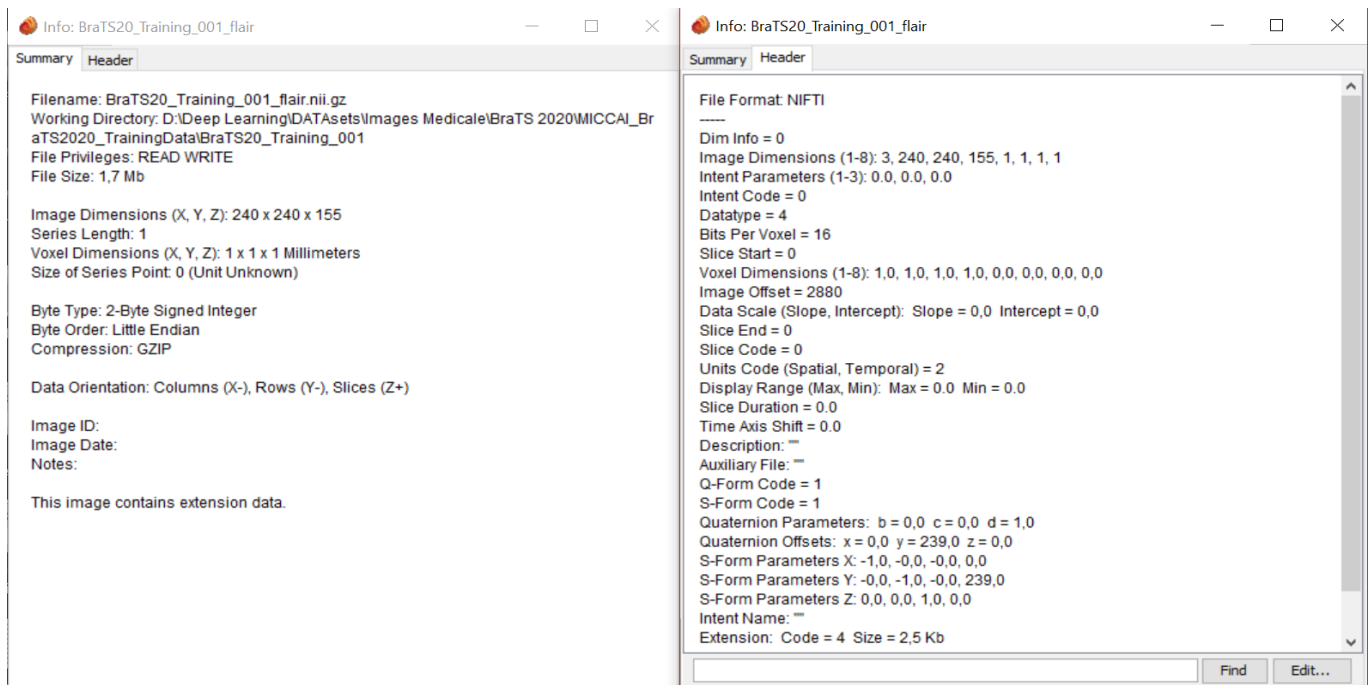 Info: BraTS20_Training_001_flair
Summary Header
Filename: BraTS20_Training_001_flair.nii.gz
Working Directory: D:\Deep Learning\DATAsets\Images Medicale\BraTS 2020\MICCAI_Br
aTS2020_TrainingData\BraTS20_Training_001
File Privileges: READ WRITE
File Size: 1,7 Mb
Image Dimensions (X, Y, Z): 240 x 240 x 155
Series Length: 1
Voxel Dimensions (X, Y, Z): 1 x 1 x 1 Millimeters
Size of Series Point: 0 (Unit Unknown)
Byte Type: 2-Byte Signed Integer
Byte Order: Little Endian
Compression: GZIP
Data Orientation: Columns (X-), Rows (Y-), Slices (Z+)
Image ID:
Image Date:
Notes:
This image contains extension data.
Info: BraTS20_Training_001_flair
Summary Header
File Format: NIFTI
-----
Dim Info = 0
Image Dimensions (1-8): 3, 240, 240, 155, 1, 1, 1, 1
Intent Parameters (1-3): 0.0, 0.0, 0.0
Intent Code = 0
Datatype = 4
Bits Per Voxel = 16
Slice Start = 0
Voxel Dimensions (1-8): 1,0, 1,0, 1,0, 1,0, 0,0, 0,0, 0,0, 0,0
Image Offset = 2880
Data Scale (Slope, Intercept): Slope = 0,0 Intercept = 0,0
Slice End = 0
Slice Code = 0
Units Code (Spatial, Temporal) = 2
Display Range (Max, Min): Max = 0.0 Min = 0.0
Slice Duration = 0.0
Time Axis Shift = 0.0
Description: ""
Auxiliary File: ""
Q-Form Code = 1
S-Form Code = 1
Quaternion Parameters: b = 0,0 c = 0,0 d = 1,0
Quaternion Offsets: x = 0,0 y = 239,0 z = 0,0
S-Form Parameters X: -1,0, -0,0, -0,0, 0,0
S-Form Parameters Y: -0,0, -1,0, -0,0, 239,0
S-Form Parameters Z: 0,0, 0,0, 1,0, 0,0
Intent Name: ""
Extension: Code = 4 Size = 2,5 Kb
Find Edit...